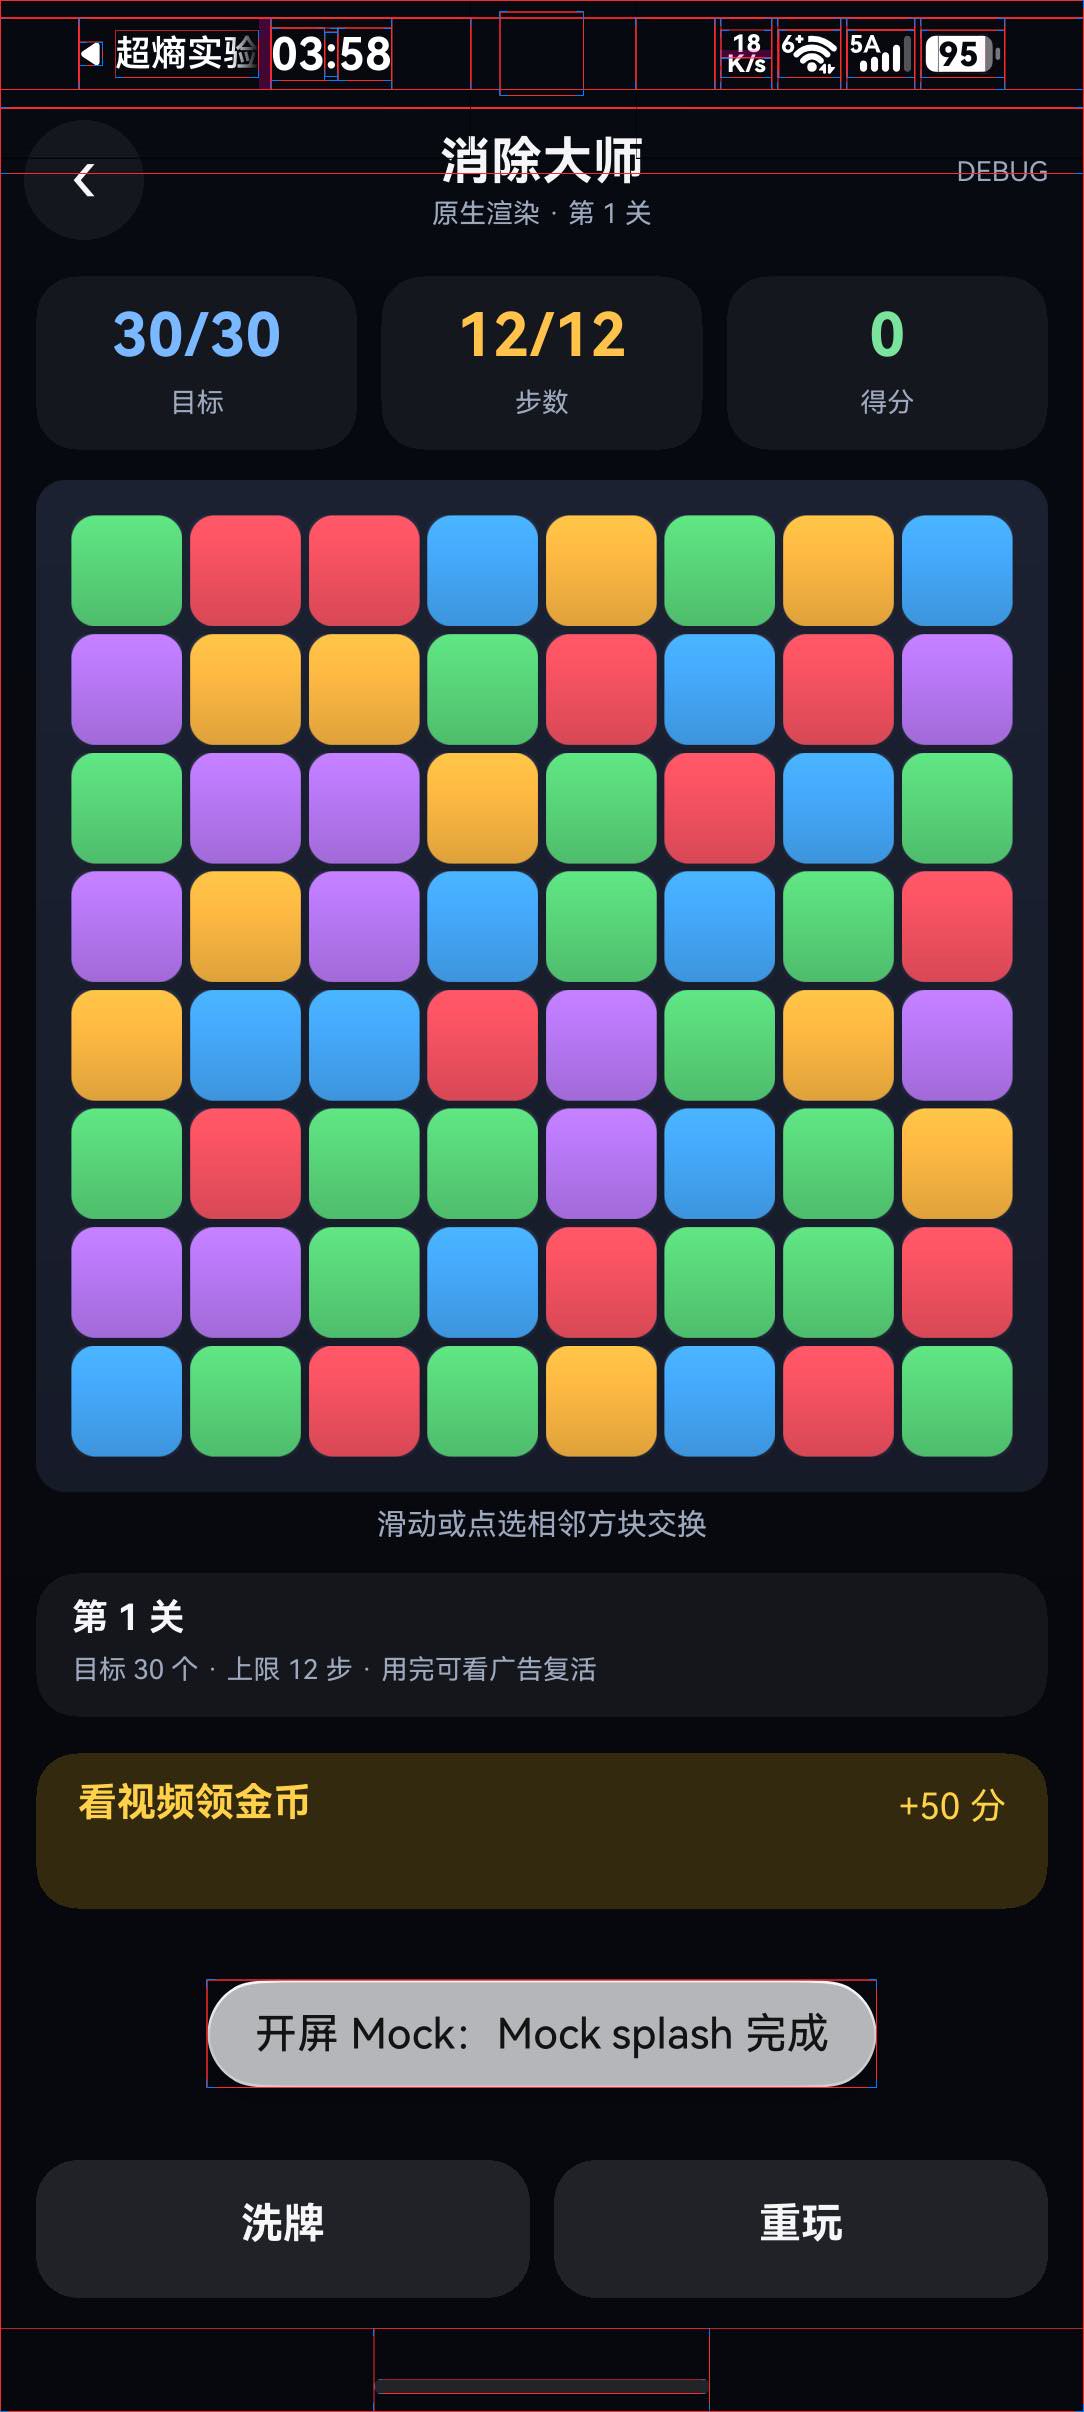 超熵实验 03:58 18 K/s 6+ 5A 95
消除大师
DEBUG
原生渲染 · 第 1 关
30/30 12/12 0
目标 步数 得分
滑动或点选相邻方块交换
第 1 关
目标 30 个 · 上限 12 步 · 用完可看广告复活
看视频领金币 +50 分
开屏 Mock：Mock splash 完成
洗牌 重玩